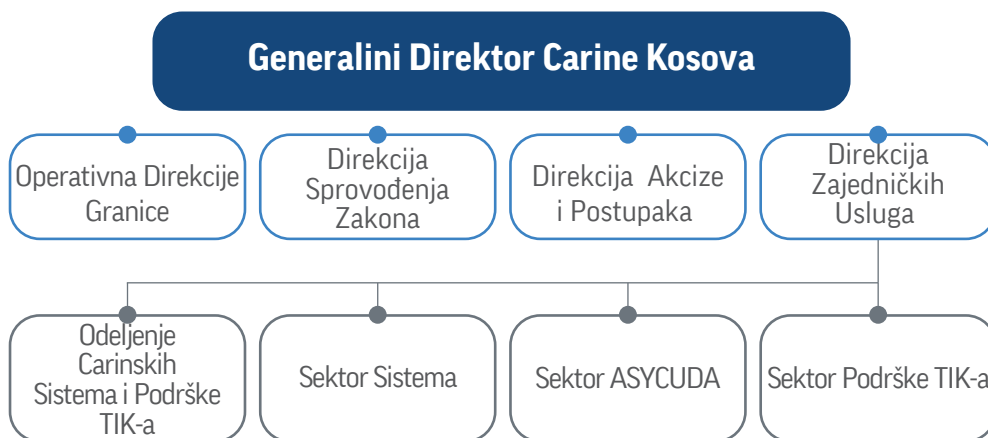 Generalini Direktor Carine Kosova
Operativna Direkcije
Granice
Direkcija
Sprovođenja
Zakona
Direkcija Akcize
i Postupaka
Direkcija
Zajedničkih
Usluga
Odeljenje
Carinskih
Sistema i Podrške
TIK-a
Sektor Sistema
Sektor ASYCUDA
Sektor Podrške TIK-a